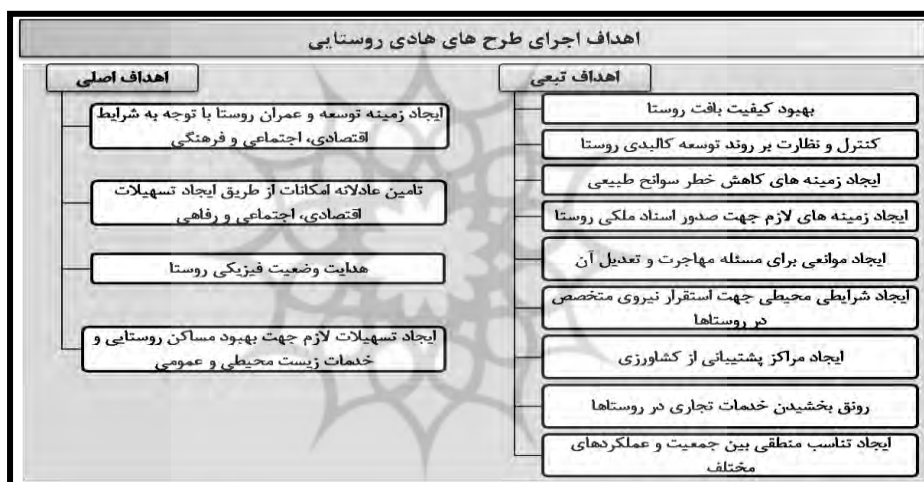 اهداف اجرای طرح های هادی روستایی
اهداف تبعی
بهبود کیفیت بافت روستا
کنترل و نظارت بر روند توسعه کالبدی روستا
ایجاد زمینه های کاهش خطر سوانح طبیعی
ایجاد زمینه های لازم جهت صدور اسناد ملکی روستا
ایجاد موانعی برای مسئله مهاجرت و تعدیل آن
ایجاد شرایطی محیطی جهت استقرار نیروی متخصص
در روستاها
ایجاد مراکز پشتیبانی از کشاورزی
رونق بخشیدن خدمات تجاری در روستاها
ایجاد تناسب منطقی بین جمعیت و عملکردهای
مختلف
اهداف اصلی
ایجاد زمینه توسعه و عمران روستا با توجه به شرایط
اقتصادی، اجتماعی و فرهنگی
تامین عادلانه امکانات از طریق ایجاد تسهیلات
اقتصادی، اجتماعی و رفاهی
هدایت وضعیت فیزیکی روستا
ایجاد تسهیلات لازم جهت بهبود مساکن روستایی و
خدمات زیست محیطی و عمومی